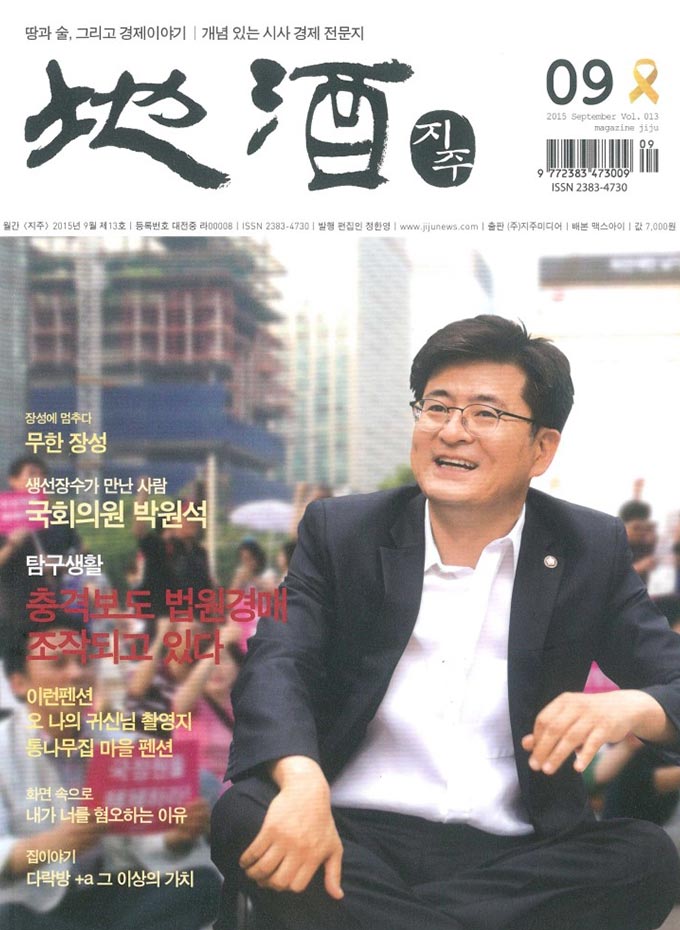 땅과 술, 그리고 경제이야기 | 개념 있는 시사 경제 전문지
地酒
지주
09
2015 September Vol. 013
magazine jiju
09
9 772383 473009
ISSN 2383-4730
월간 〈지주〉 2015년 9월 제13호 | 등록번호 대전중 라00008 | ISSN 2383-4730 | 발행 편집인 정한영 | www.jijunews.com | 출판 (주)지주미디어 | 배본 맥스아이 | 값 7,000원
장성에 멈추다
무한 장성
생선장수가 만난 사람
국회의원 박원석
탐구생활
충격보도 법원경매
조작되고 있다
이런펜션
오 나의 귀신님 촬영지
통나무집 마을 펜션
화면 속으로
내가 너를 혐오하는 이유
집이야기
다락방 +a 그 이상의 가치